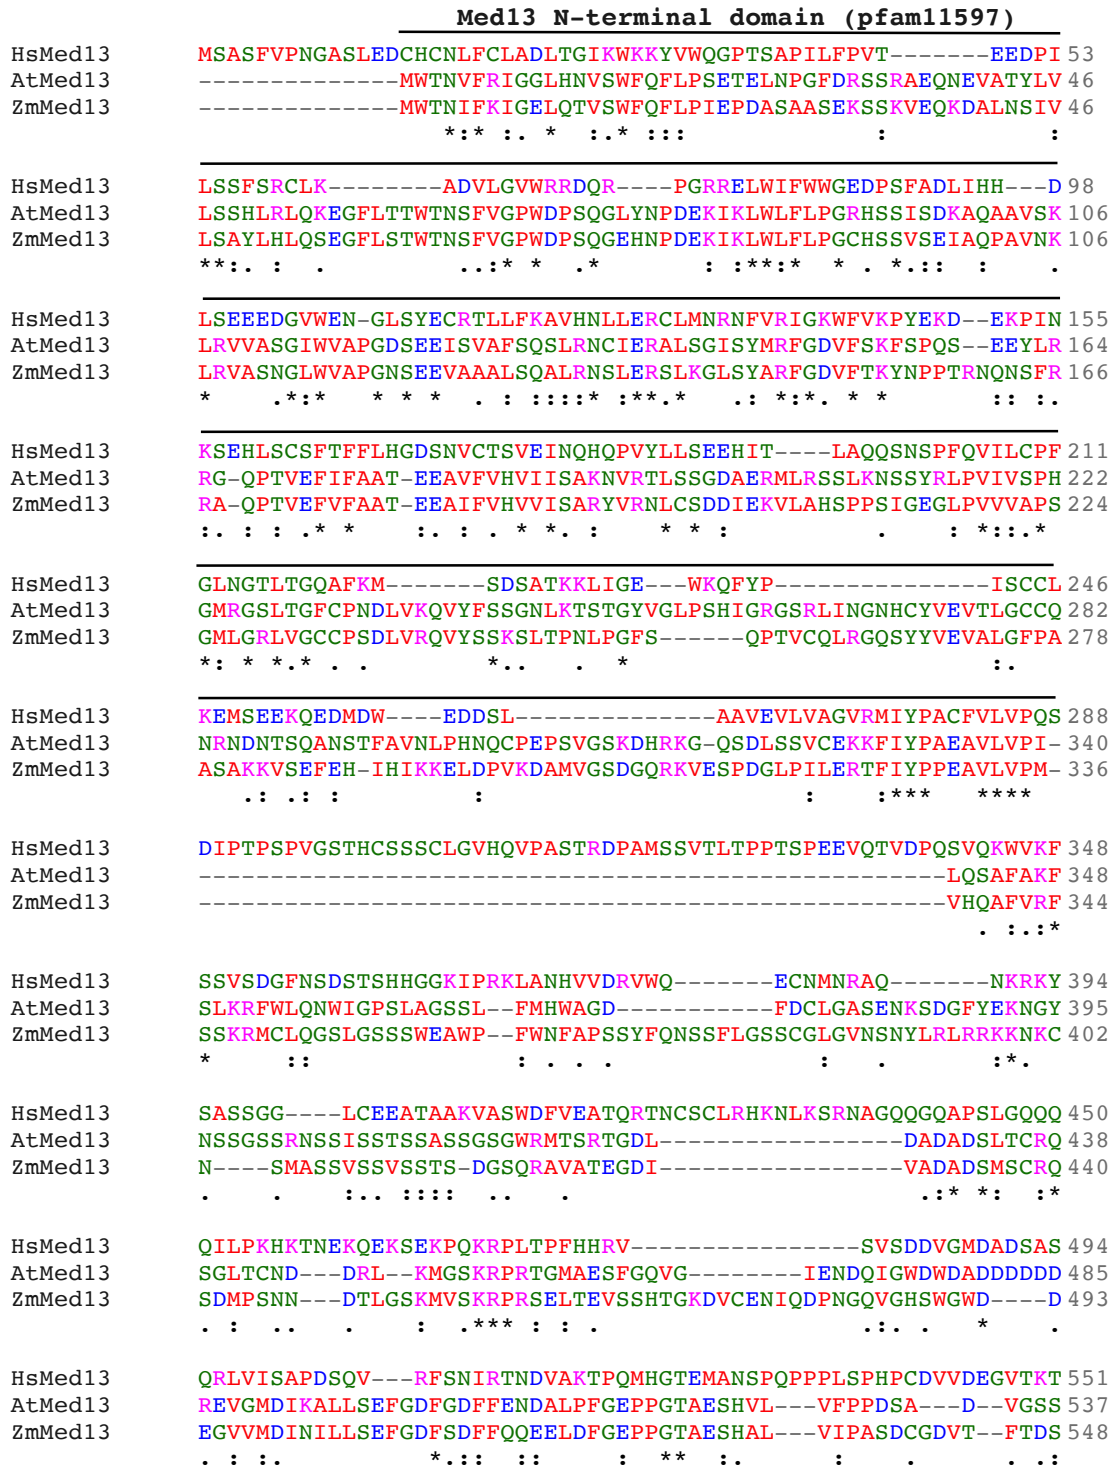 Med13 N-terminal domain (pfam11597)
HsMed13 MSASFVPNGASLEDCHCNLFCLADLTGIKWKKYVWQGPTSAPILFPVT-------EEDPI 53
AtMed13 --------------MWTNVFRIGGLHNVSWFQFLPSETELNPGFDRSSRAEQNEVATYLV 46
ZmMed13 --------------MWTNIFKIGELQTVSWFQFLPIEPDASAASEKSSKVEQKDALNSIV 46
*:* :. * :.* ::: : :
HsMed13 LSSFSRCLK--------ADVLGVWRRDQR----PGRRELWIFWWGEDPSFADLIHH---D 98
AtMed13 LSSHLRLQKEGFLTTWTNSFVGPWDPSQGLYNPDEKIKLWLFLPGRHSSISDKAQAAVSK 106
ZmMed13 LSAYLHLQSEGFLSTWTNSFVGPWDPSQGEHNPDEKIKLWLFLPGCHSSVSEIAQPAVNK 106
**:. : . ..:* * .* : :**:* * . *.:: : .
HsMed13 LSEEEDGVWEN-GLSYECRTLLFKAVHNLLERCLMNRNFVRIGKWFVKPYEKD--EKPIN 155
AtMed13 LRVVASGIWVAPGDSEEISVAFSQSLRNCIERALSGISYMRFGDVFSKFSPQS--EEYLR 164
ZmMed13 LRVASNGLWVAPGNSEEVAAALSQALRNSLERSLKGLSYARFGDVFTKYNPPTRNQNSFR 166
* .*:* * * * . : ::::* :**.* .: *:*. * * :: :.
HsMed13 KSEHLSCSFTFFLHGDSNVCTSVEINQHQPVYLLSEEHIT----LAQQSNSPFQVILCPF 211
AtMed13 RG-QPTVEFIFAAT-EEAVFVHVIISAKNVRTLSSGDAERMLRSSLKNSSYRLPVIVSPH 222
ZmMed13 RA-QPTVEFVFAAT-EEAIFVHVVISARYVRNLCSDDIEKVLAHSPPSIGEGLPVVVAPS 224
:. : : .* * :. : . * *. : * * : . : *::.*
HsMed13 GLNGTLTGQAFKM-------SDSATKKLIGE---WKQFYP---------------ISCCL 246
AtMed13 GMRGSLTGFCPNDLVKQVYFSSGNLKTSTGYVGLPSHIGRGSRLINGNHCYVEVTLGCCQ 282
ZmMed13 GMLGRLVGCCPSDLVRQVYSSKSLTPNLPGFS------QPTVCQLRGQSYYVEVALGFPA 278
*: * *.* . . *.. . * :.
HsMed13 KEMSEEKQEDMDW----EDDSL--------------AAVEVLVAGVRMIYPACFVLVPQS 288
AtMed13 NRNDNTSQANSTFAVNLPHNQCPEPSVGSKDHRKG-QSDLSSVCEKKFIYPAEAVLVPI- 340
ZmMed13 ASAKKVSEFEH-IHIKKELDPVKDAMVGSDGQRKVESPDGLPILERTFIYPPEAVLVPM- 336
.: .: : : : :*** ****
HsMed13 DIPTPSPVGSTHCSSSCLGVHQVPASTRDPAMSSVTLTPPTSPEEVQTVDPQSVQKWVKF 348
AtMed13 ----------------------------------------------------LQSAFAKF 348
ZmMed13 ----------------------------------------------------VHQAFVRF 344
. :.:*
HsMed13 SSVSDGFNSDSTSHHGGKIPRKLANHVVDRVWQ-------ECNMNRAQ-------NKRKY 394
AtMed13 SLKRFWLQNWIGPSLAGSSL--FMHWAGD-----------FDCLGASENKSDGFYEKNGY 395
ZmMed13 SSKRMCLQGSLGSSSWEAWP--FWNFAPSSYFQNSSFLGSSCGLGVNSNYLRLRRKKNKC 402
* :: : . . . : . :*.
HsMed13 SASSGG----LCEEATAAKVASWDFVEATQRTNCSCLRHKNLKSRNAGQQGQAPSLGQQQ 450
AtMed13 NSSGSSRNSSISSTSSASSGSGWRMTSRTGDL-----------------DADADSLTCRQ 438
ZmMed13 N----SMASSVSSVSSTS-DGSQRAVATEGDI-----------------VADADSMSCRQ 440
. . :.. :::: .. . .:* *: :*
HsMed13 QILPKHKTNEKQEKSEKPQKRPLTPFHHRV----------------SVSDDVGMDADSAS 494
AtMed13 SGLTCND---DRL--KMGSKRPRTGMAESFGQVG--------IENDQIGWDWDADDDDDD 485
ZmMed13 SDMPSNN---DTLGSKMVSKRPRSELTEVSSHTGKDVCENIQDPNGQVGHSWGWD----D 493
. : .. . : .*** : : . .:. . * .
HsMed13 QRLVISAPDSQV---RFSNIRTNDVAKTPQMHGTEMANSPQPPPLSPHPCDVVDEGVTKT 551
AtMed13 REVGMDIKALLSEFGDFGDFFENDALPFGEPPGTAESHVL---VFPPDSA---D--VGSS 537
ZmMed13 EGVVMDINILLSEFGDFSDFFQQEELDFGEPPGTAESHAL---VIPASDCGDVT--FTDS 548
. : :. *.:: :: : ** :. : . .: